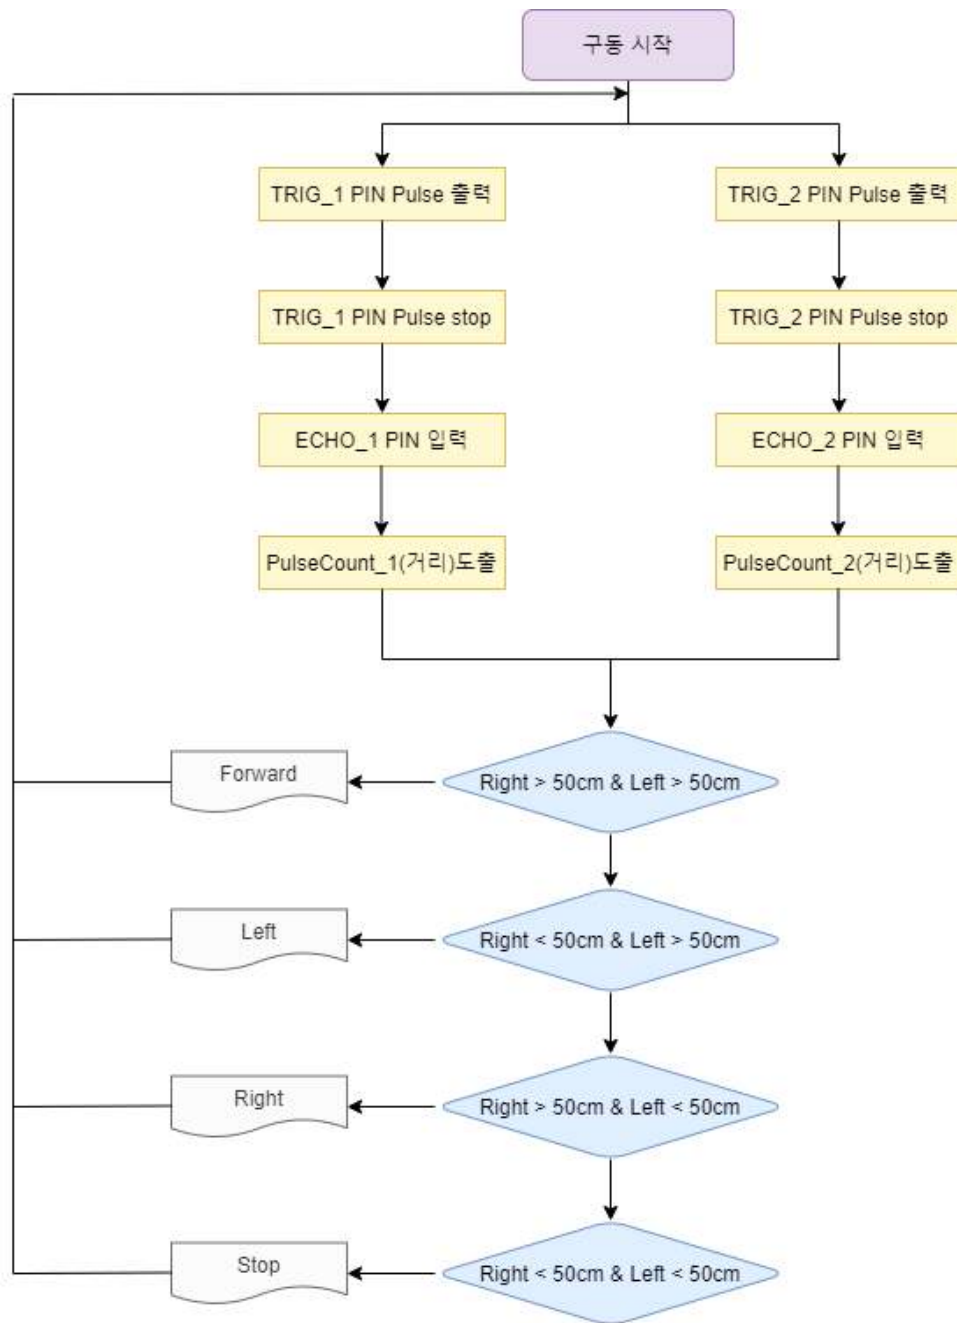 구동 시작
TRIG_1 PIN Pulse 출력
TRIG_2 PIN Pulse 출력
TRIG_1 PIN Pulse stop
TRIG_2 PIN Pulse stop
ECHO_1 PIN 입력
ECHO_2 PIN 입력
PulseCount_1(거리)도출
PulseCount_2(거리)도출
Forward
Right > 50cm & Left > 50cm
Left
Right < 50cm & Left > 50cm
Right
Right > 50cm & Left < 50cm
Stop
Right < 50cm & Left < 50cm